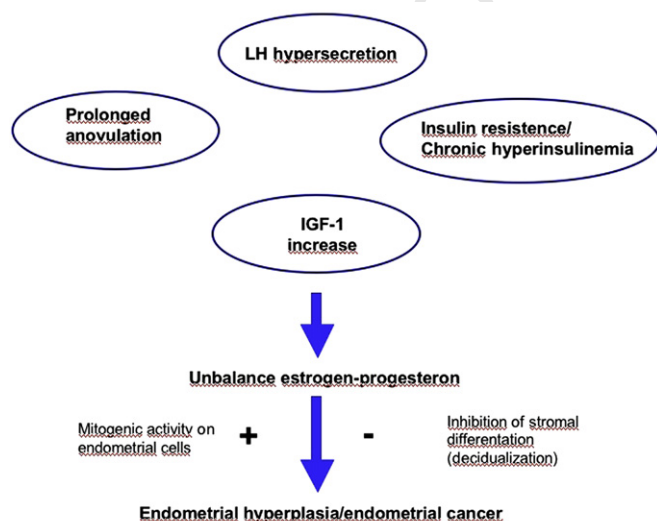 LH hypersecretion
Prolonged
anovulation
Insulin resistence/
Chronic hyperinsulinemia
IGF-1
increase
Unbalance estrogen-progesteron
Mitogenic activity on
endometrial cells
+
-
Inhibition of stromal
differentation
(decidualization)
Endometrial hyperplasia/endometrial cancer